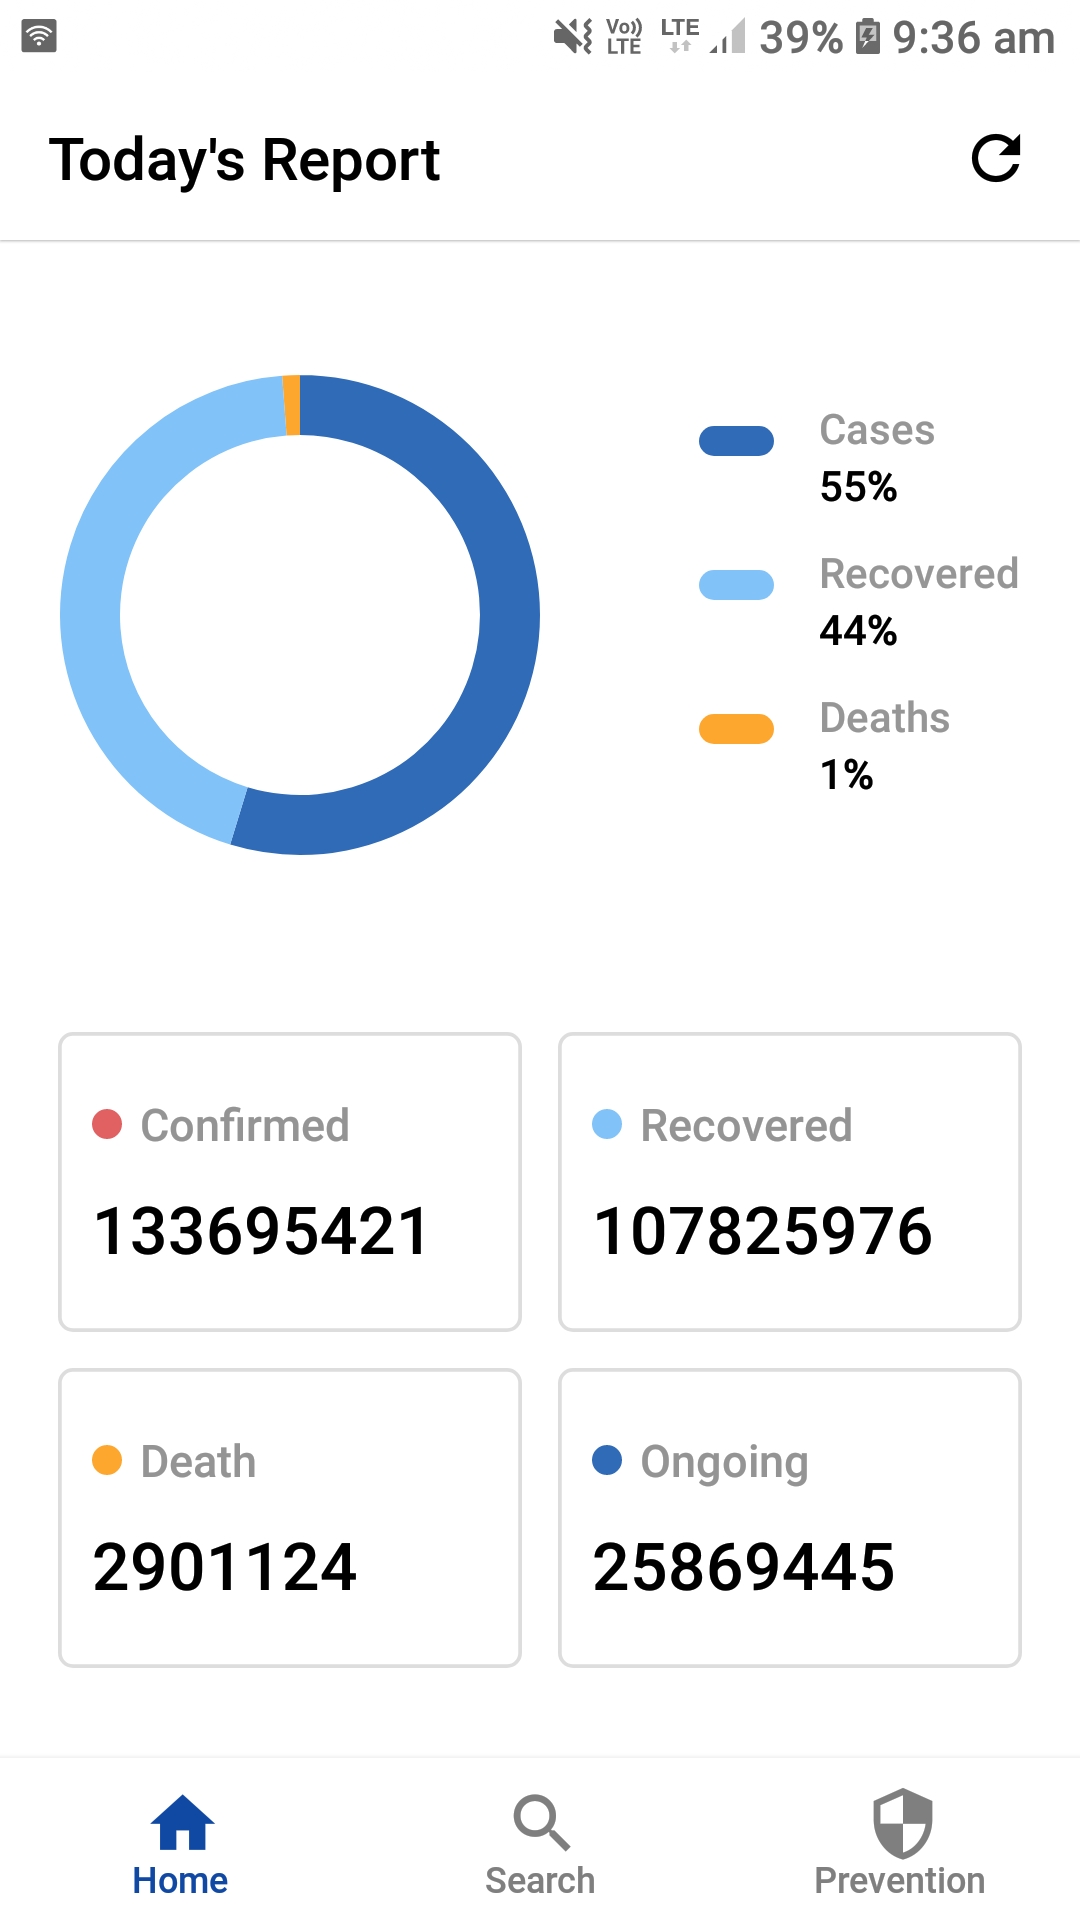 Vo)) LTE LTE 39% 9:36 am
Today's Report
Cases
55%
Recovered
44%
Deaths
1%
Confirmed
133695421
Recovered
107825976
Death
2901124
Ongoing
25869445
Home
Search
Prevention